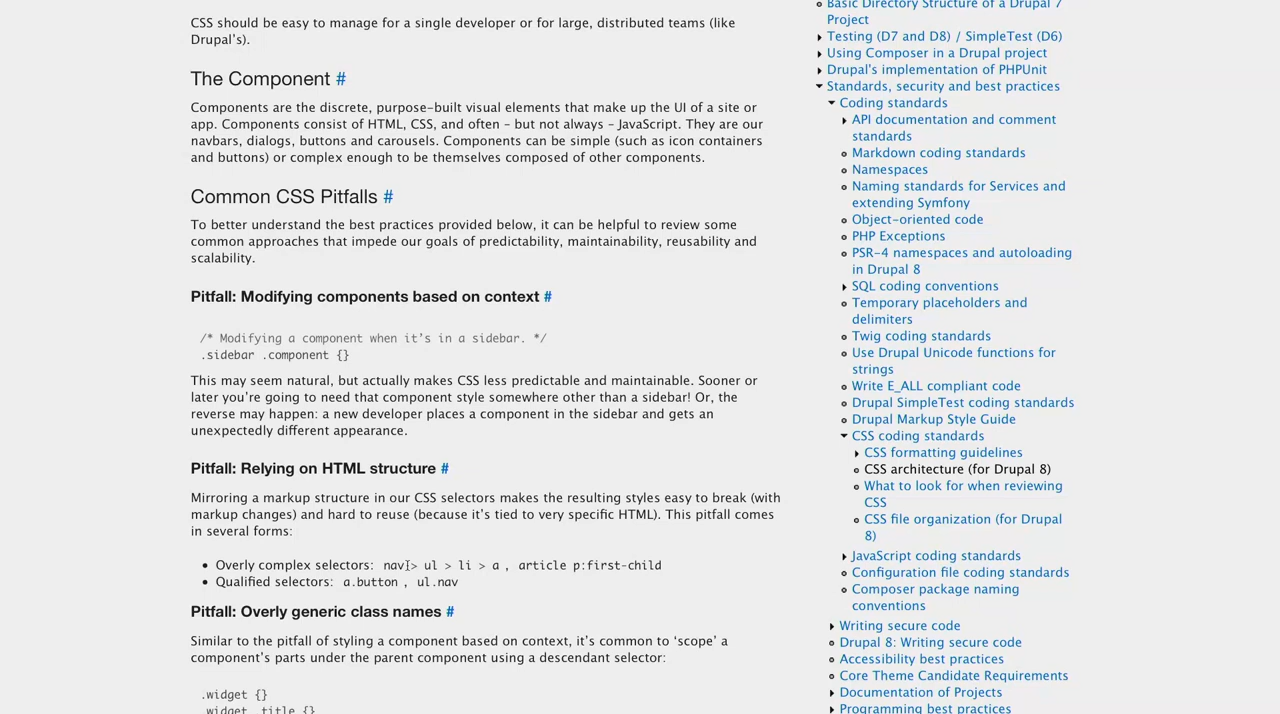 CSS should be easy to manage for a single developer or for large, distributed teams (like
Drupal's).
The Component #
Components are the discrete, purpose-built visual elements that make up the UI of a site or
app. Components consist of HTML, CSS, and often – but not always – JavaScript. They are our
navbars, dialogs, buttons and carousels. Components can be simple (such as icon containers
and buttons) or complex enough to be themselves composed of other components.
Common CSS Pitfalls #
To better understand the best practices provided below, it can be helpful to review some
common approaches that impede our goals of predictability, maintainability, reusability and
scalability.
Pitfall: Modifying components based on context #
/* Modifying a component when it’s in a sidebar. */
.sidebar .component {}
This may seem natural, but actually makes CSS less predictable and maintainable. Sooner or
later you’re going to need that component style somewhere other than a sidebar! Or, the
reverse may happen: a new developer places a component in the sidebar and gets an
unexpectedly different appearance.
Pitfall: Relying on HTML structure #
Mirroring a markup structure in our CSS selectors makes the resulting styles easy to break (with
markup changes) and hard to reuse (because it’s tied to very specific HTML). This pitfall comes
in several forms:
• Overly complex selectors: nav > ul > li > a , article p:first-child
• Qualified selectors: a.button , ul.nav
Pitfall: Overly generic class names #
Similar to the pitfall of styling a component based on context, it’s common to ‘scope’ a
component’s parts under the parent component using a descendant selector:
.widget {}
.widget .title {}
Basic Directory Structure of a Drupal 7
Project
Testing (D7 and D8) / SimpleTest (D6)
Using Composer in a Drupal project
Drupal's implementation of PHPUnit
Standards, security and best practices
Coding standards
API documentation and comment
standards
Markdown coding standards
Namespaces
Naming standards for Services and
extending Symfony
Object-oriented code
PHP Exceptions
PSR-4 namespaces and autoloading
in Drupal 8
SQL coding conventions
Temporary placeholders and
delimiters
Twig coding standards
Use Drupal Unicode functions for
strings
Write E_ALL compliant code
Drupal SimpleTest coding standards
Drupal Markup Style Guide
CSS coding standards
CSS formatting guidelines
CSS architecture (for Drupal 8)
What to look for when reviewing
CSS
CSS file organization (for Drupal
8)
JavaScript coding standards
Configuration file coding standards
Composer package naming
conventions
Writing secure code
Drupal 8: Writing secure code
Accessibility best practices
Core Theme Candidate Requirements
Documentation of Projects
Programming best practices